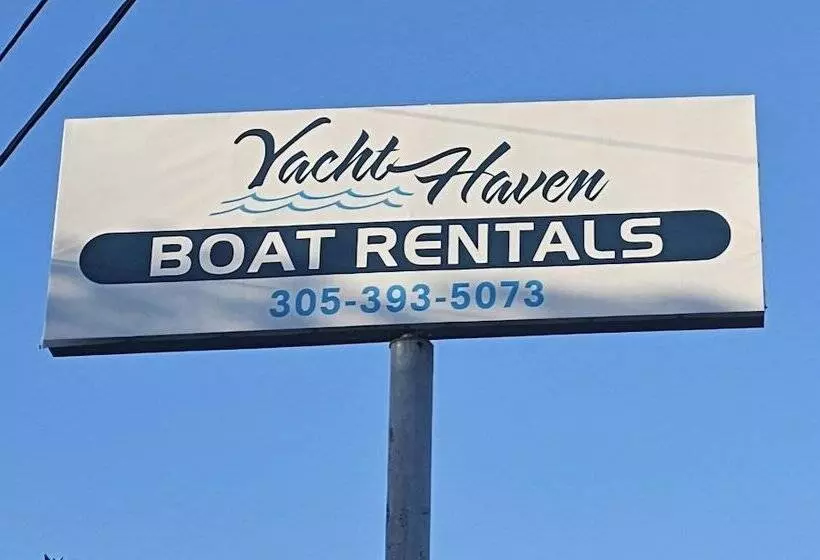 Yacht Haven
BOAT RENTALS
305-393-5073